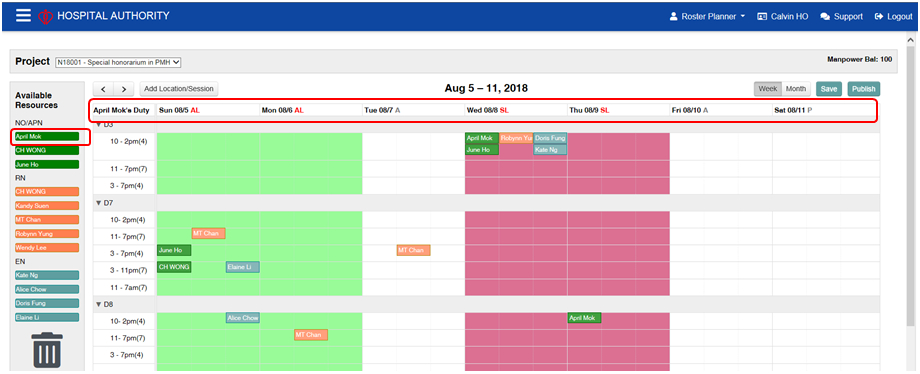 HOSPITAL AUTHORITY
Roster Planner
Calvin HO
Support
Logout
Project N18001 - Special honorarium in PMH
Manpower Bal: 100
Available Resources
NO/APN
April Mok
CH WONG
June Ho
RN
CH WONG
Kandy Suen
MT Chan
Robynn Yung
Wendy Lee
EN
Kate Ng
Alice Chow
Doris Fung
Elaine Li
< > Add Location/Session
Aug 5 – 11, 2018
Week Month Save Publish
April Mok's Duty Sun 08/5 AL Mon 08/6 AL Tue 08/7 A Wed 08/8 SL Thu 08/9 SL Fri 08/10 A Sat 08/11 P
▼ D3
10 - 2pm(4) April Mok Robynn Yu Doris Fung
June Ho Kate Ng
11 - 7pm(7)
3 - 7pm(4)
▼ D7
10- 2pm(4)
11- 7pm(7) MT Chan
3 - 7pm(4) June Ho MT Chan
3 - 11pm(7) CH WONG Elaine Li
11 - 7am(7)
▼ D8
10- 2pm(4) Alice Chow April Mok
11- 7pm(7) MT Chan
3 - 7pm(4)